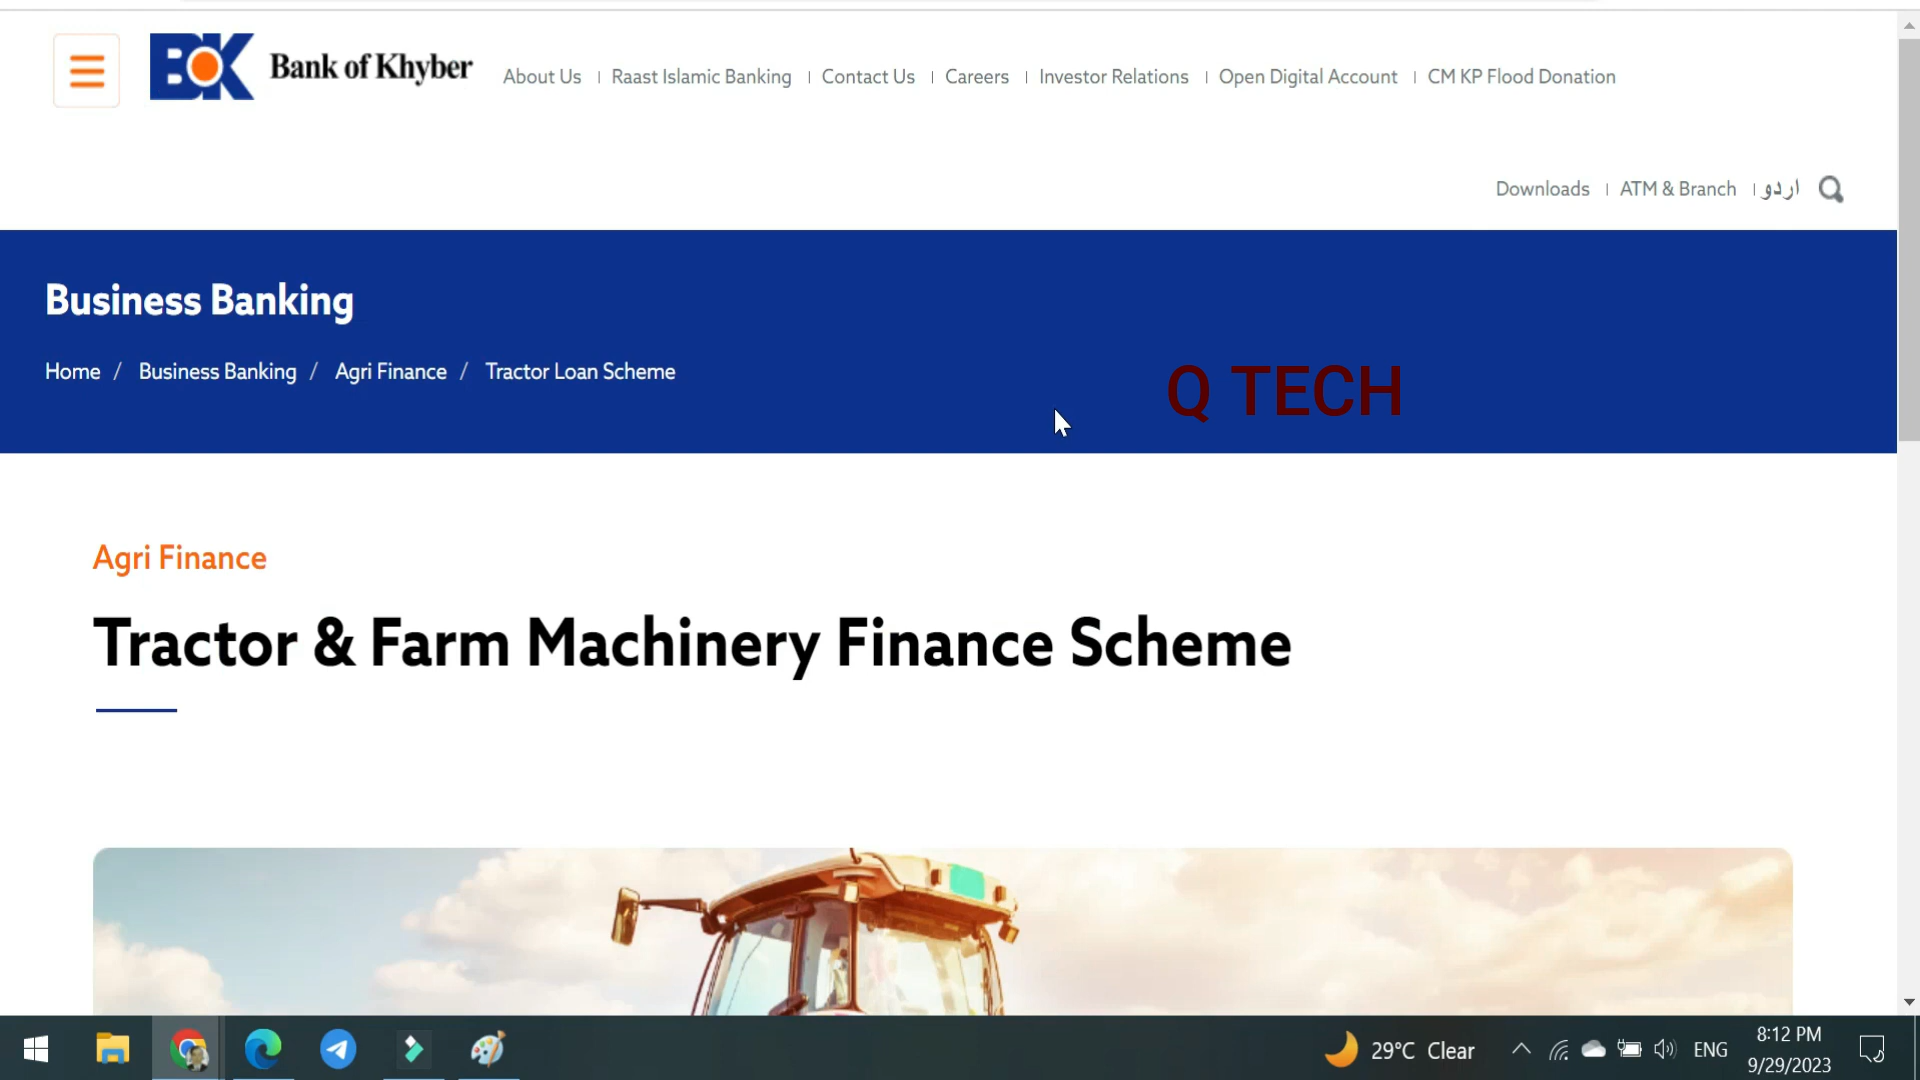 BOK Bank of Khyber About Us | Raast Islamic Banking | Contact Us | Careers | Investor Relations | Open Digital Account | CM KP Flood Donation
Downloads | ATM & Branch | اردو
Business Banking
Home / Business Banking / Agri Finance / Tractor Loan Scheme
Q TECH
Agri Finance
Tractor & Farm Machinery Finance Scheme
29°C Clear ENG 8:12 PM
9/29/2023